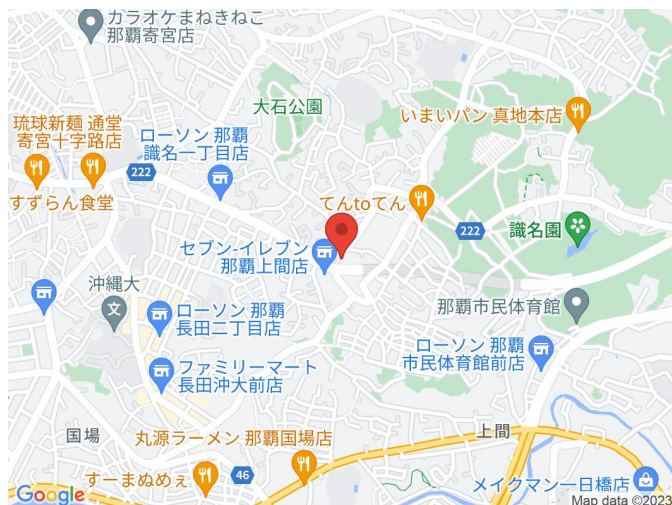 カラオケまねきねこ
那覇寄宮店
大石公園
いまいパン 真地本店
琉球新麺 通堂
寄宮十字路店
ローソン 那覇
識名一丁目店
222
すずらん食堂
てんtoてん
222
識名園
セブン-イレブン
那覇上間店
沖縄大
文
ローソン 那覇
長田二丁目店
那覇市民体育館
ローソン 那覇
市民体育館前店
ファミリーマート
長田沖大前店
国場
丸源ラーメン 那覇国場店
上間
すーまぬめぇ
46
メイクマン一日橋店
Google
Map data ©2023